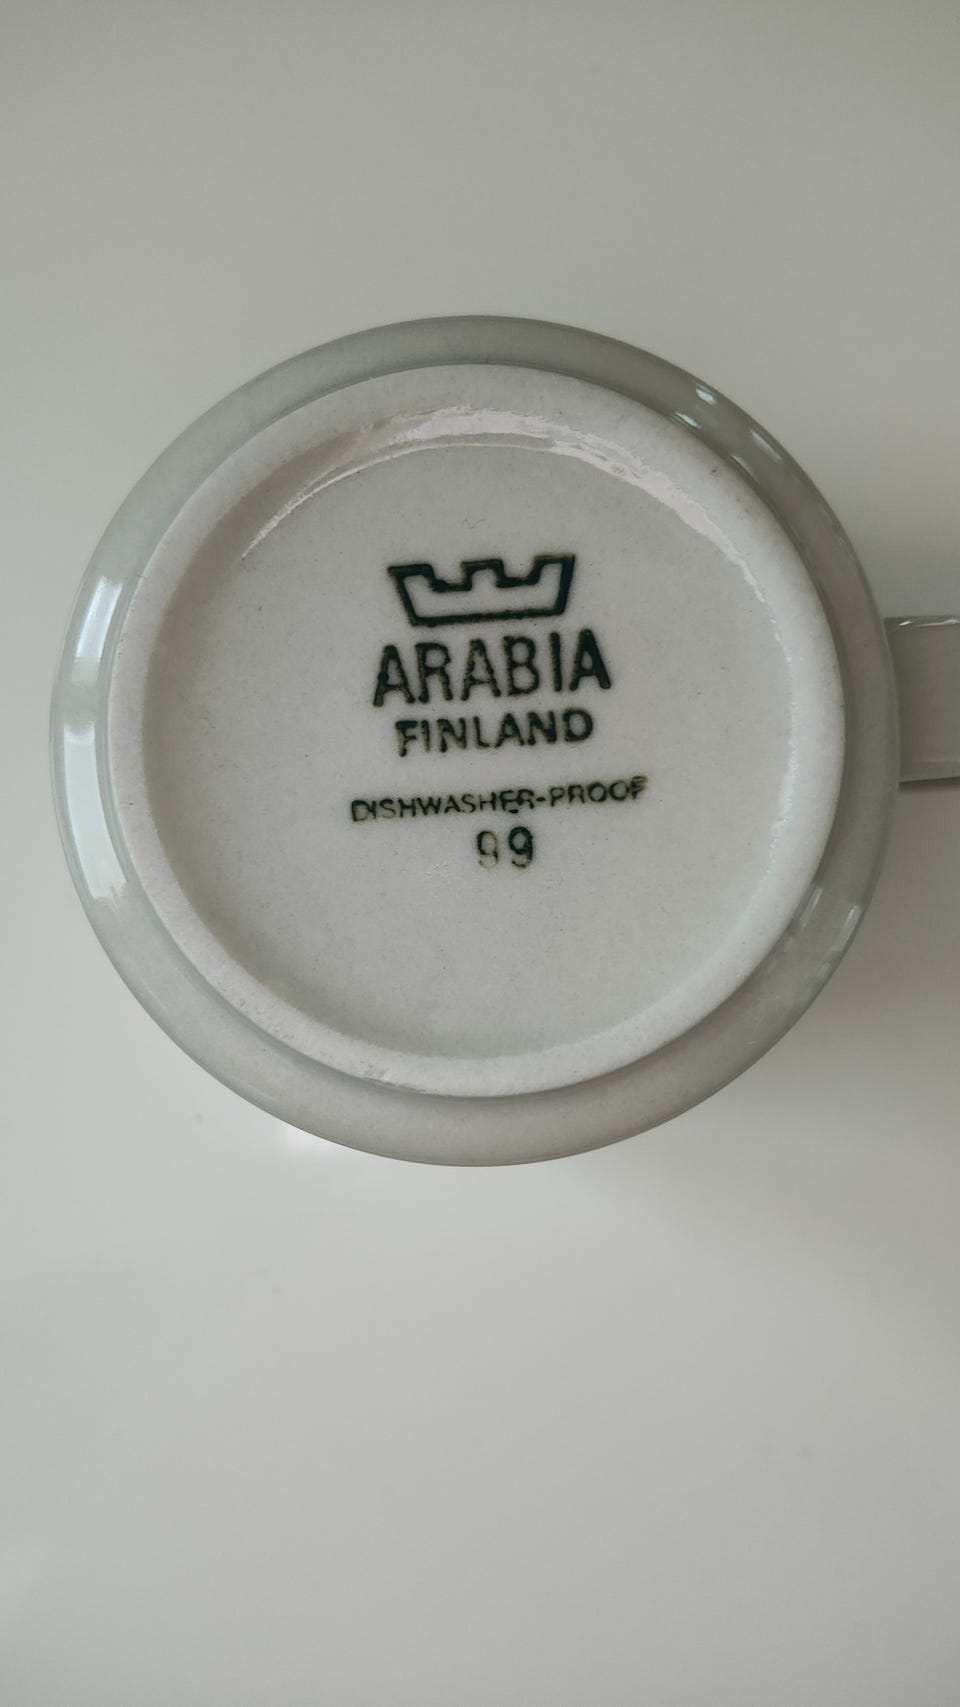 ARABIA
FINLAND
DISHWASHER-PROOF
99